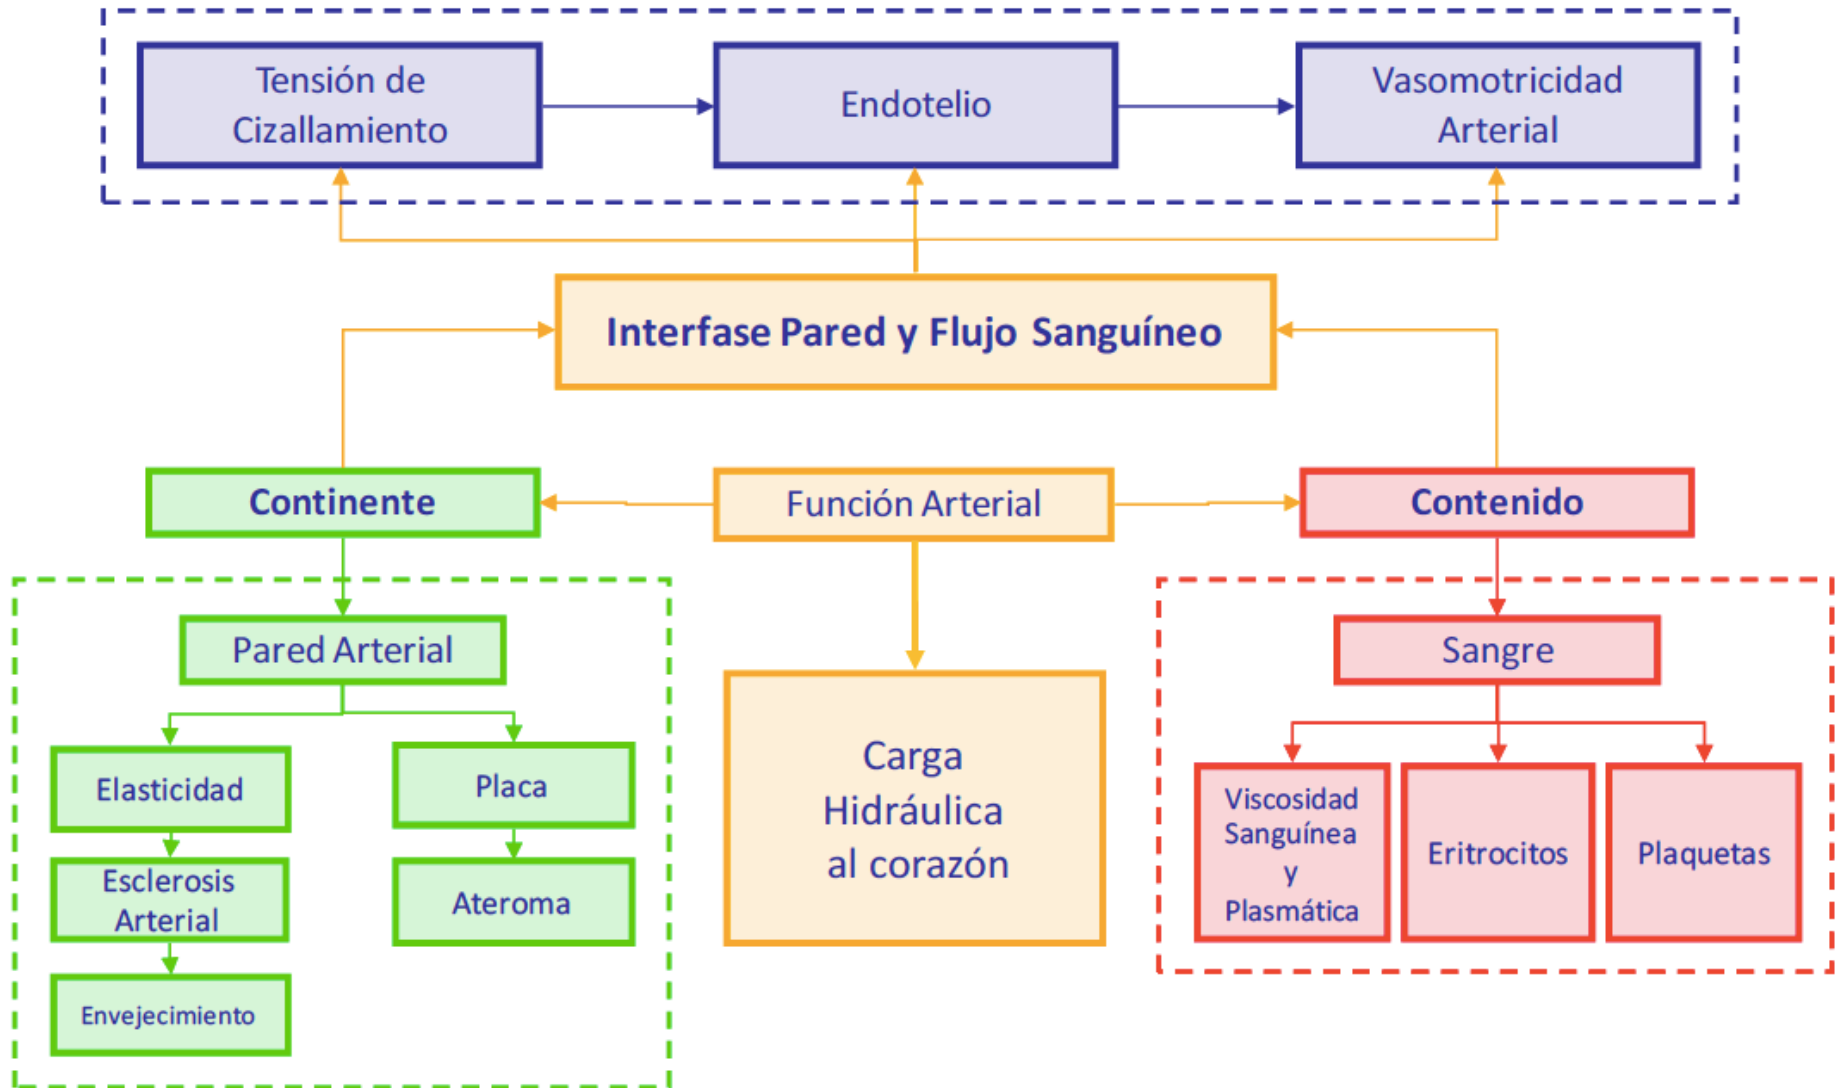 Tensión de
Cizallamiento
Endotelio
Vasomotricidad
Arterial
Interfase Pared y Flujo Sanguíneo
Continente
Función Arterial
Contenido
Pared Arterial
Sangre
Elasticidad
Placa
Esclerosis
Arterial
Ateroma
Envejecimiento
Carga
Hidráulica
al corazón
Viscosidad
Sanguínea
y
Plasmática
Eritrocitos
Plaquetas